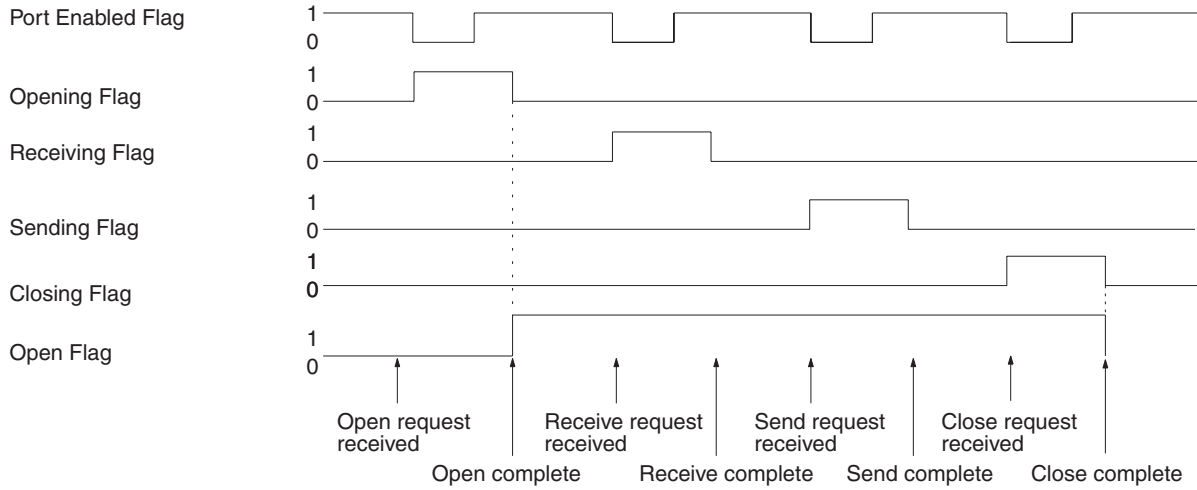 Port Enabled Flag
1
0
Opening Flag
1
0
Receiving Flag
1
0
Sending Flag
1
0
Closing Flag
1
0
Open Flag
1
0
Open request
received
Receive request
received
Send request
received
Close request
received
Open complete
Receive complete
Send complete
Close complete